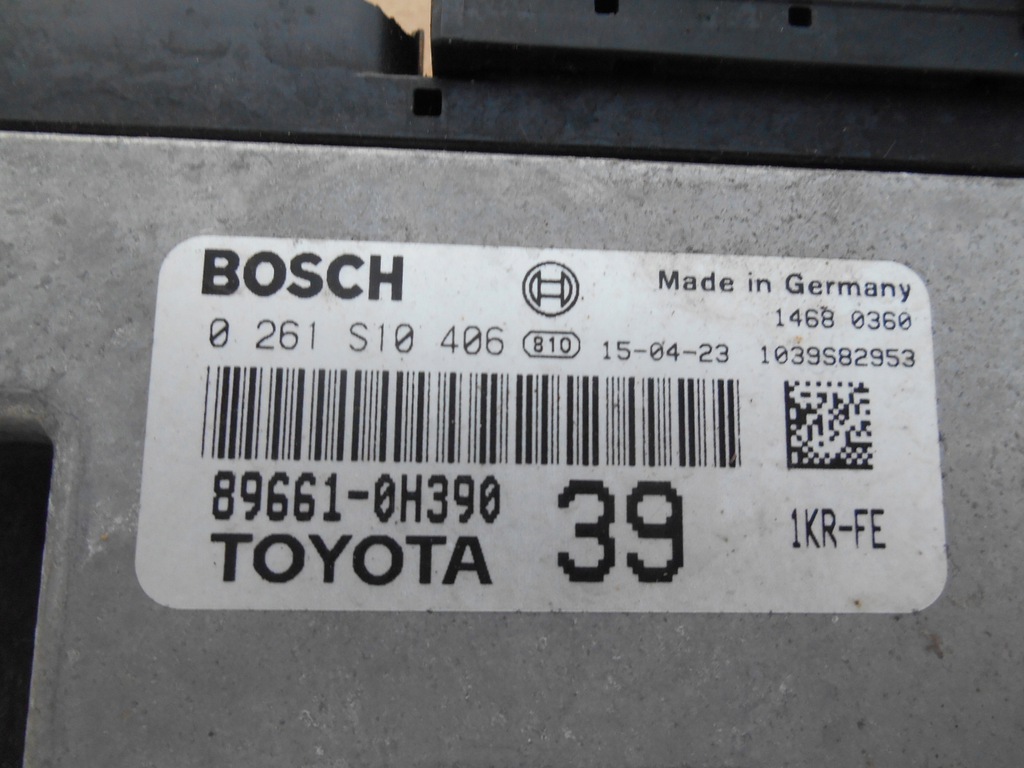 BOSCH
Made in Germany
1468 0360
0 261 S10 406 810 15-04-23 1039S82953
89661-0H390
39
1KR-FE
TOYOTA